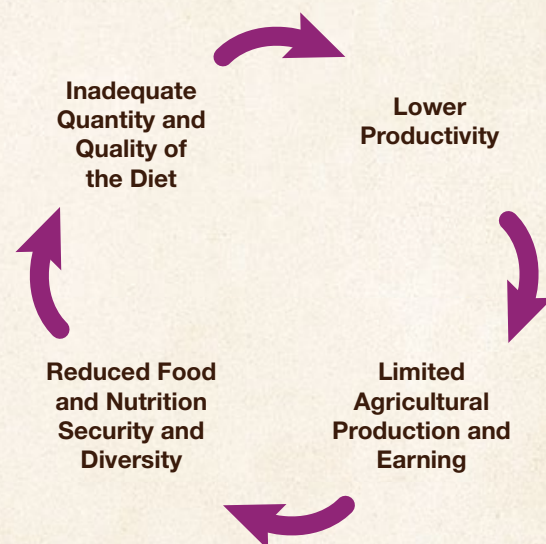 Inadequate
Quantity and
Quality of
the Diet
Lower
Productivity
Limited
Agricultural
Production and
Earning
Reduced Food
and Nutrition
Security and
Diversity